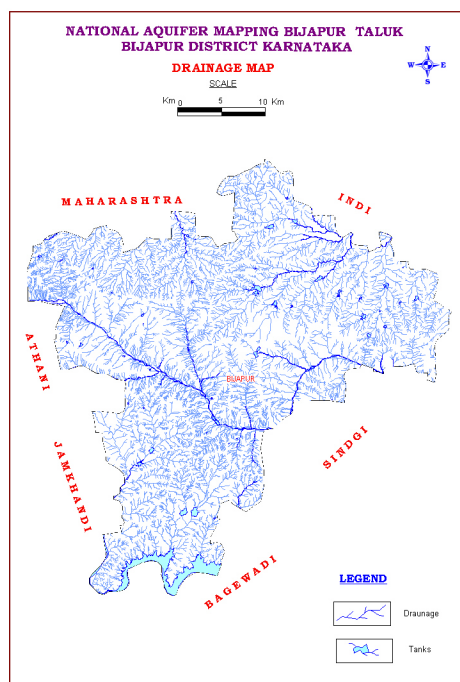 NATIONAL AQUIFER MAPPING BIJAPUR TALUK
BIJAPUR DISTRICT KARNATAKA
DRAINAGE MAP
SCALE
Km 0 5 10 Km
N
W E
S
MAHARASHTRA
INDI
ATHANI
BIJAPUR
JAMKHANDI
SINDGI
BAGEWADI
LEGEND
Draunage
Tanks